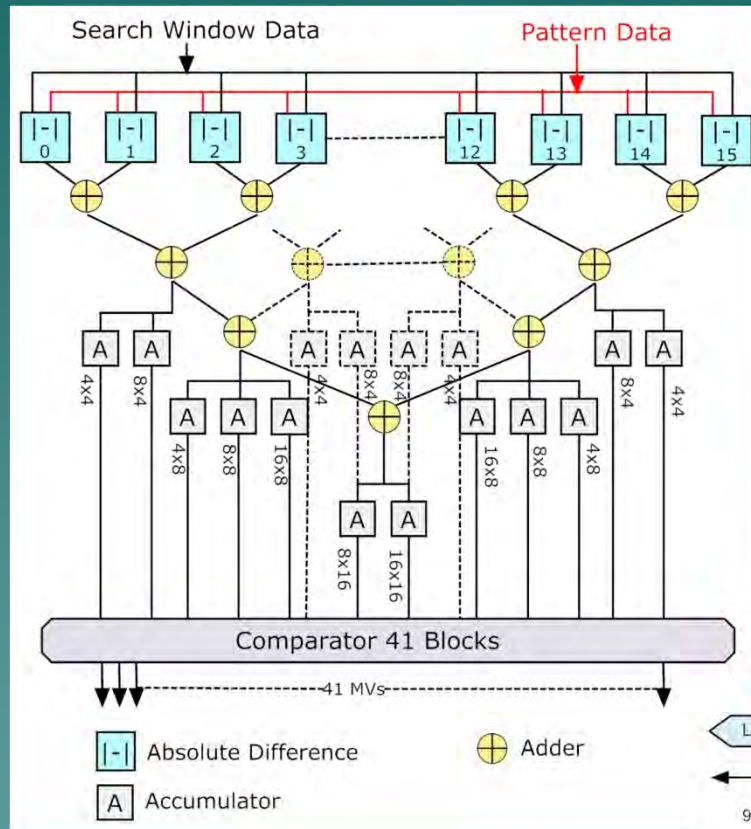 Search Window Data
Pattern Data
|-| |-| |-| |-| |-| |-| |-| |-|
0 1 2 3 12 13 14 15
A A A A A A A A
4x4 8x4 4x4 8x4 8x4 4x4 8x4 4x4
A A A A A A
4x8 8x8 16x8 16x8 8x8 4x8
A A
8x16 16x16
Comparator 41 Blocks
41 MVs
|-| Absolute Difference
Adder
L
A Accumulator
9